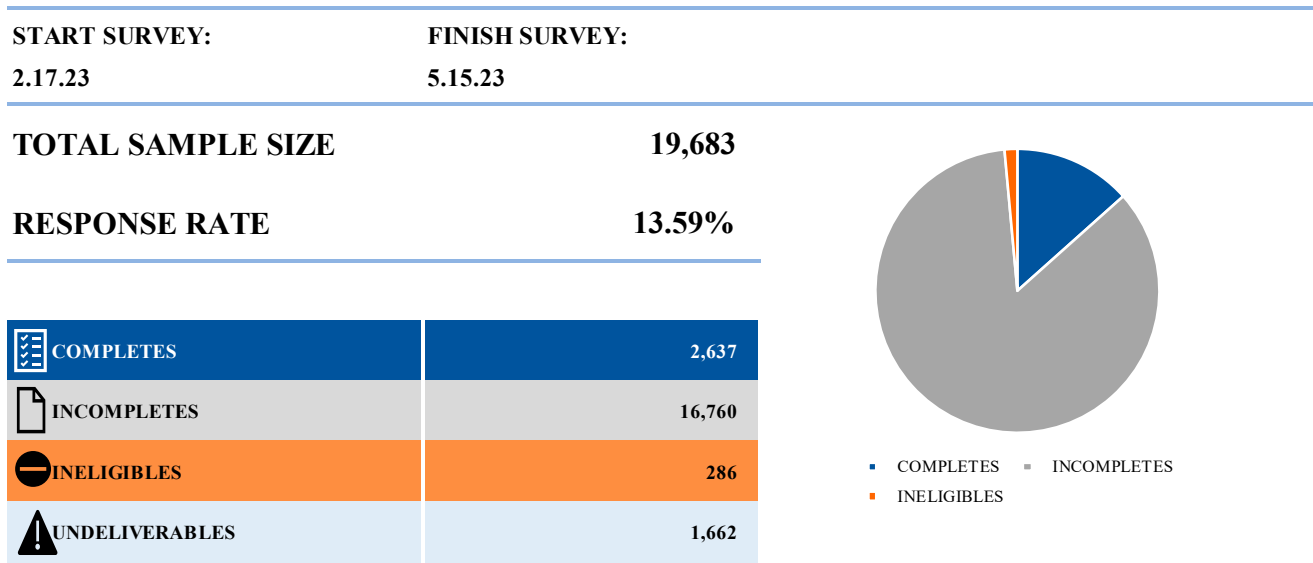 START SURVEY: FINISH SURVEY:
2.17.23 5.15.23
TOTAL SAMPLE SIZE 19,683
RESPONSE RATE 13.59%
COMPLETES 2,637
INCOMPLETES 16,760
INELIGIBLES 286
UNDELIVERABLES 1,662
COMPLETES INCOMPLETES
INELIGIBLES